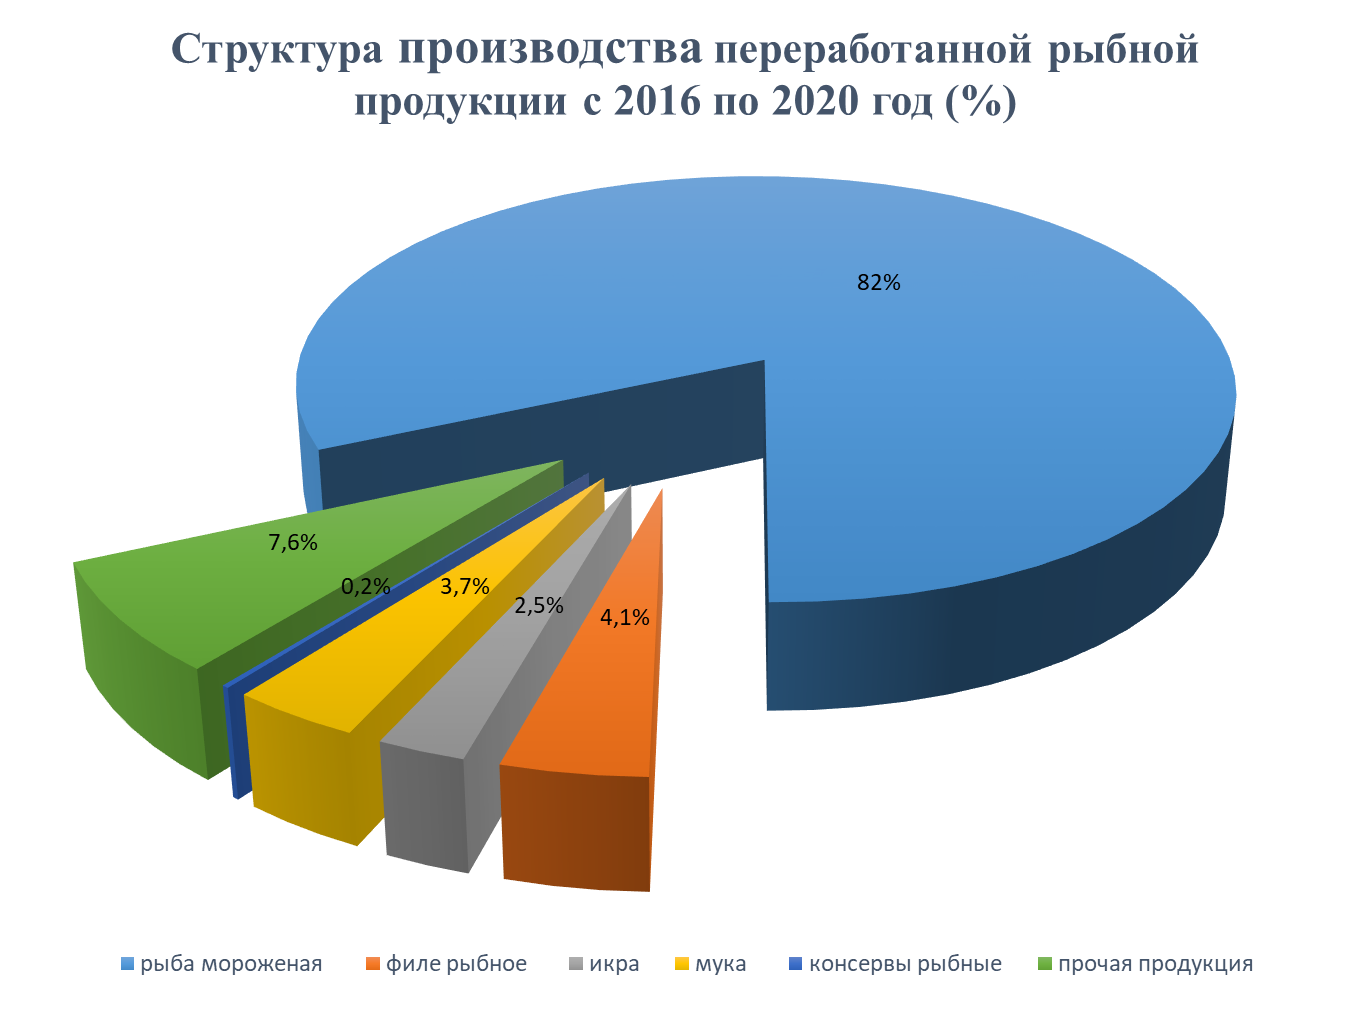 Структура производства переработанной рыбной
продукции с 2016 по 2020 год (%)
82%
7,6%
0,2%
3,7%
2,5%
4,1%
рыба мороженая
филе рыбное
икра
мука
консервы рыбные
прочая продукция